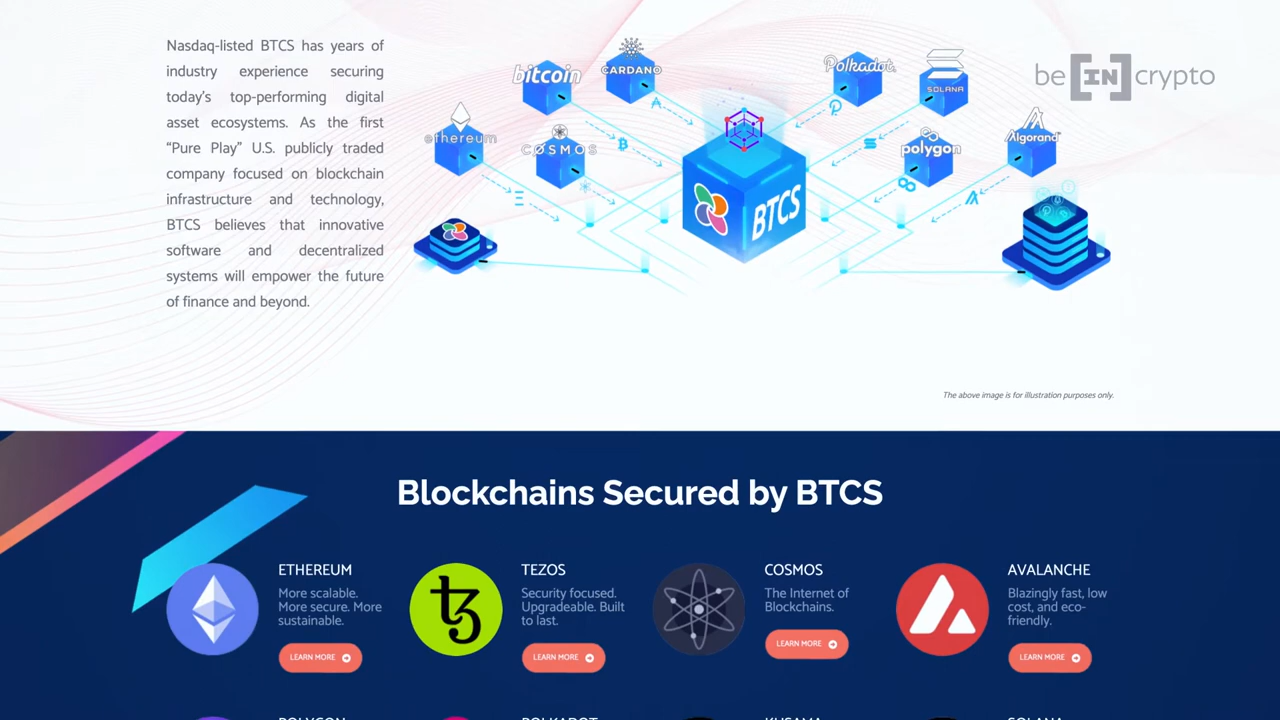 Nasdaq-listed BTCS has years of
industry experience securing
today's top-performing digital
asset ecosystems. As the first
“Pure Play” U.S. publicly traded
company focused on blockchain
infrastructure and technology,
BTCS believes that innovative
software and decentralized
systems will empower the future
of finance and beyond.
bitcoin
CARDANO
Polkadot.
SOLANA
be[IN]crypto
ethereum
COSMOS
polygon
Algorand
BTCS
The above image is for illustration purposes only.
Blockchains Secured by BTCS
ETHEREUM
More scalable.
More secure. More
sustainable.
LEARN MORE
TEZOS
Security focused.
Upgradeable. Built
to last.
LEARN MORE
COSMOS
The Internet of
Blockchains.
LEARN MORE
AVALANCHE
Blazingly fast, low
cost, and eco-
friendly.
LEARN MORE
POLYGON
POLKADOT
KUSAMA
SOLANA